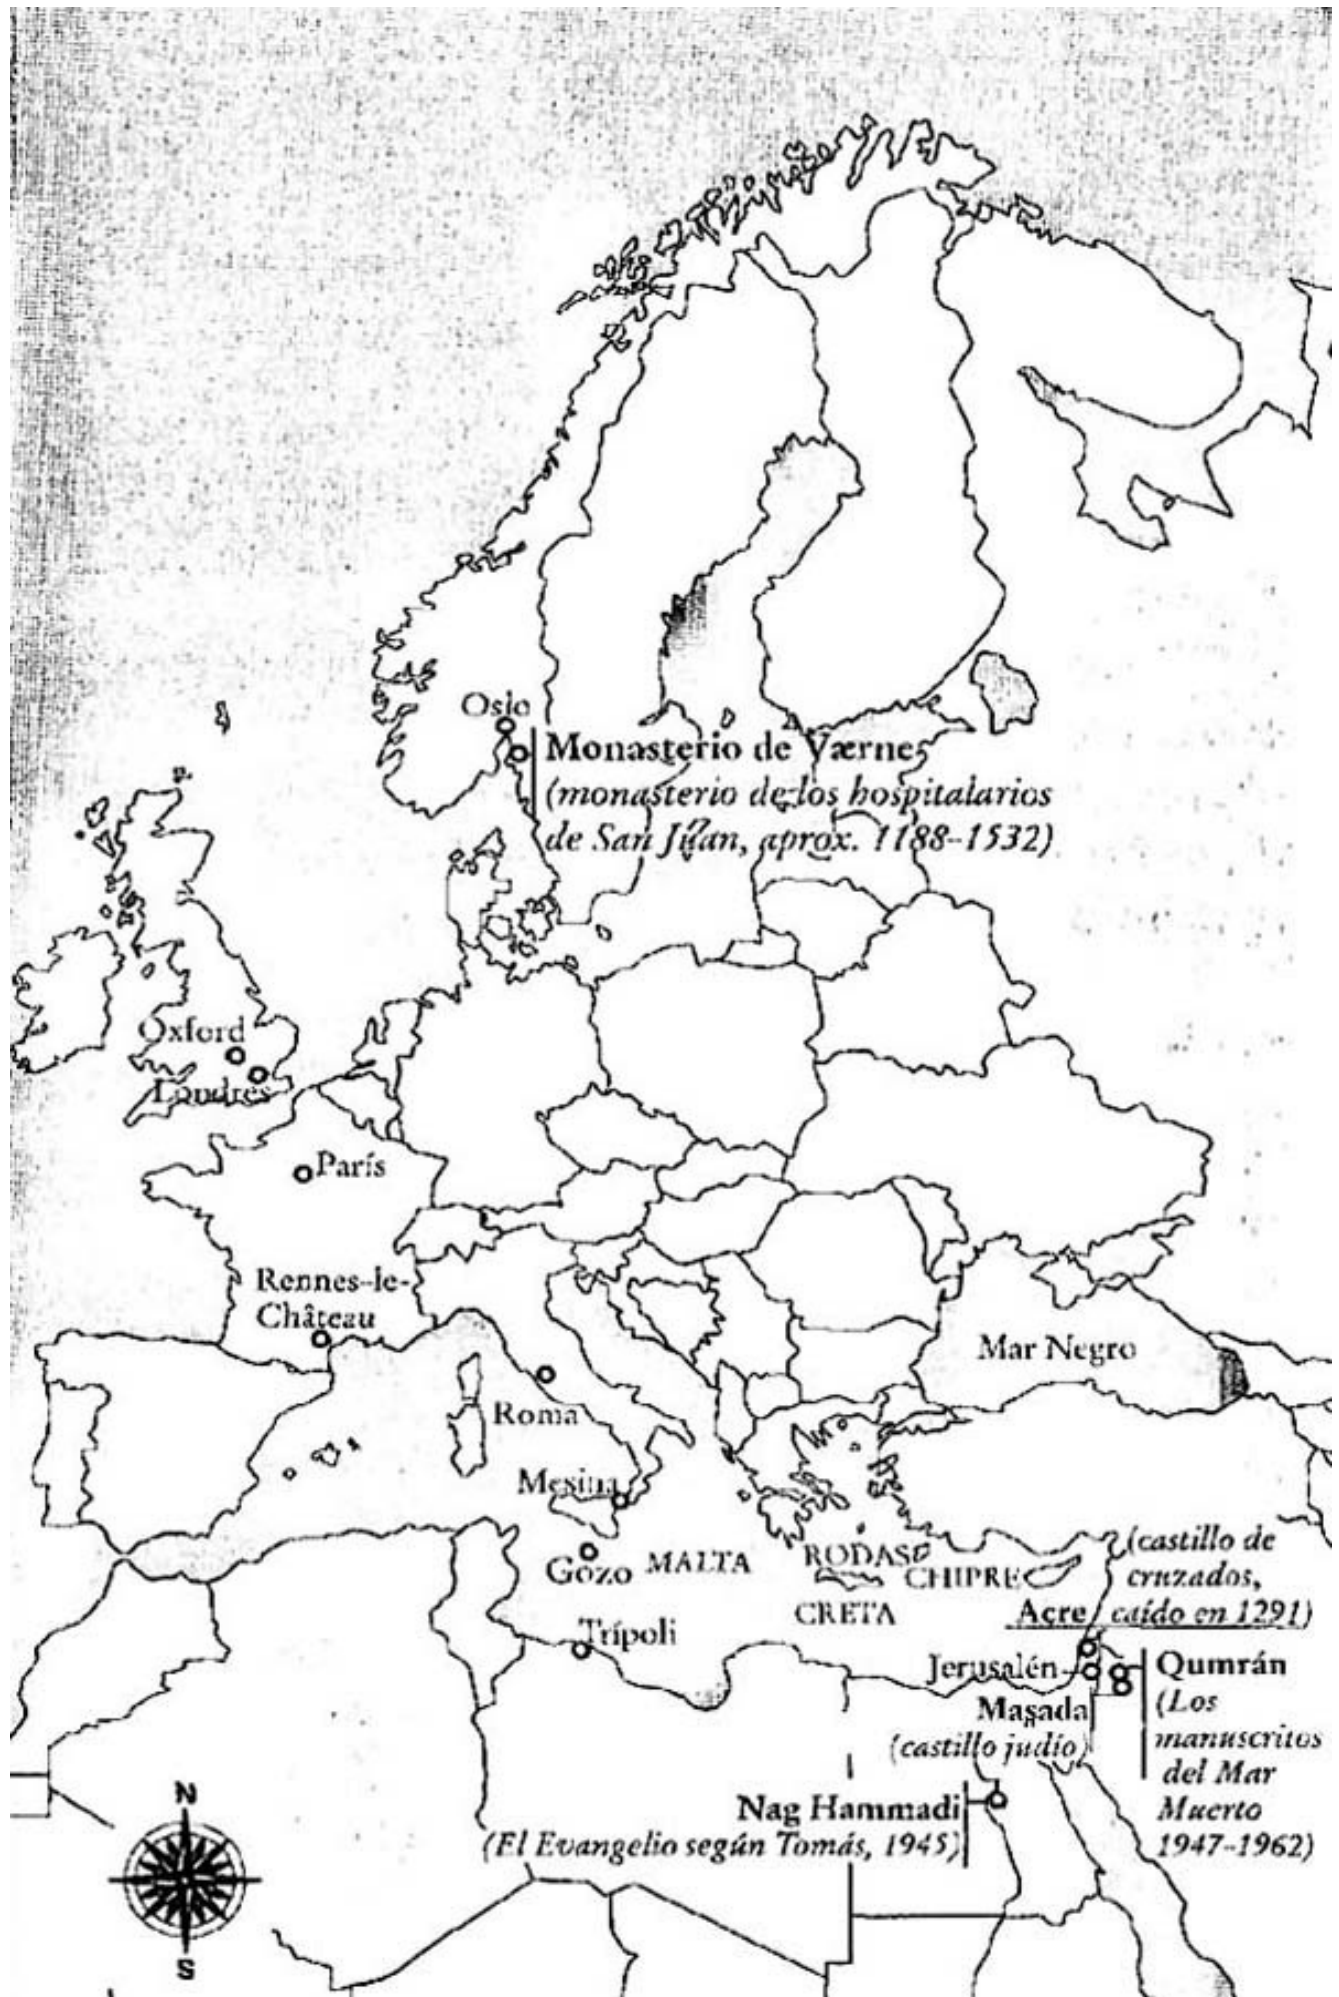 Oslo
Monasterio de Værne
(monasterio de los hospitalarios
de San Juan, aprox. 1188–1532)
Oxford
Londres
París
Rennes-le-
Château
Mar Negro
Roma
Mesina
Gozo MALTA
RODAS
CHIPRE
CRETA
(castillo de
cruzados,
Acre caído en 1291)
Trípoli
Jerusalén
Qumrán
(Los
manuscritos
del Mar
Muerto
1947–1962)
Masada
(castillo judío)
Nag Hammadi
(El Evangelio según Tomás, 1945)
N
S